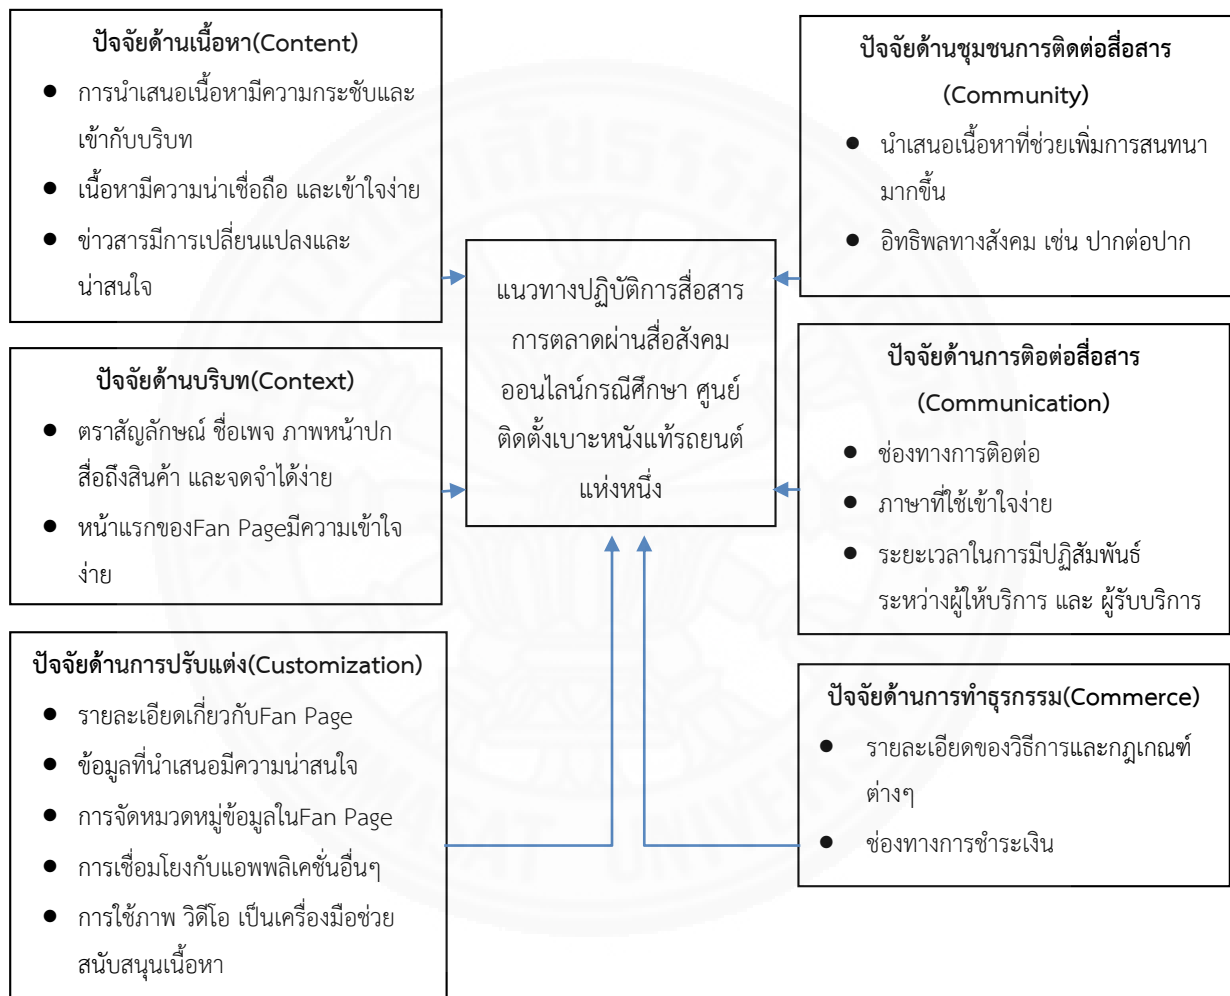 ปัจจัยด้านเนื้อหา(Content)
● การนำเสนอเนื้อหามีความกระชับและ
เข้ากับบริบท
● เนื้อหามีความน่าเชื่อถือ และเข้าใจง่าย
● ข่าวสารมีการเปลี่ยนแปลงและ
น่าสนใจ
ปัจจัยด้านบริบท(Context)
● ตราสัญลักษณ์ ชื่อเพจ ภาพหน้าปก
สื่อถึงสินค้า และจดจำได้ง่าย
● หน้าแรกของFan Pageมีความเข้าใจ
ง่าย
ปัจจัยด้านการปรับแต่ง(Customization)
● รายละเอียดเกี่ยวกับFan Page
● ข้อมูลที่นำเสนอมีความน่าสนใจ
● การจัดหมวดหมู่ข้อมูลในFan Page
● การเชื่อมโยงกับแอพพลิเคชั่นอื่นๆ
● การใช้ภาพ วิดีโอ เป็นเครื่องมือช่วย
สนับสนุนเนื้อหา
แนวทางปฏิบัติการสื่อสาร
การตลาดผ่านสื่อสังคม
ออนไลน์กรณีศึกษา ศูนย์
ติดตั้งเบาะหนังแท้รถยนต์
แห่งหนึ่ง
ปัจจัยด้านชุมชนการติดต่อสื่อสาร
(Community)
● นำเสนอเนื้อหาที่ช่วยเพิ่มการสนทนา
มากขึ้น
● อิทธิพลทางสังคม เช่น ปากต่อปาก
ปัจจัยด้านการติอต่อสื่อสาร
(Communication)
● ช่องทางการติอต่อ
● ภาษาที่ใช้เข้าใจง่าย
● ระยะเวลาในการมีปฏิสัมพันธ์
ระหว่างผู้ให้บริการ และ ผู้รับบริการ
ปัจจัยด้านการทำธุรกรรม(Commerce)
● รายละเอียดของวิธีการและกฎเกณฑ์
ต่างๆ
● ช่องทางการชำระเงิน